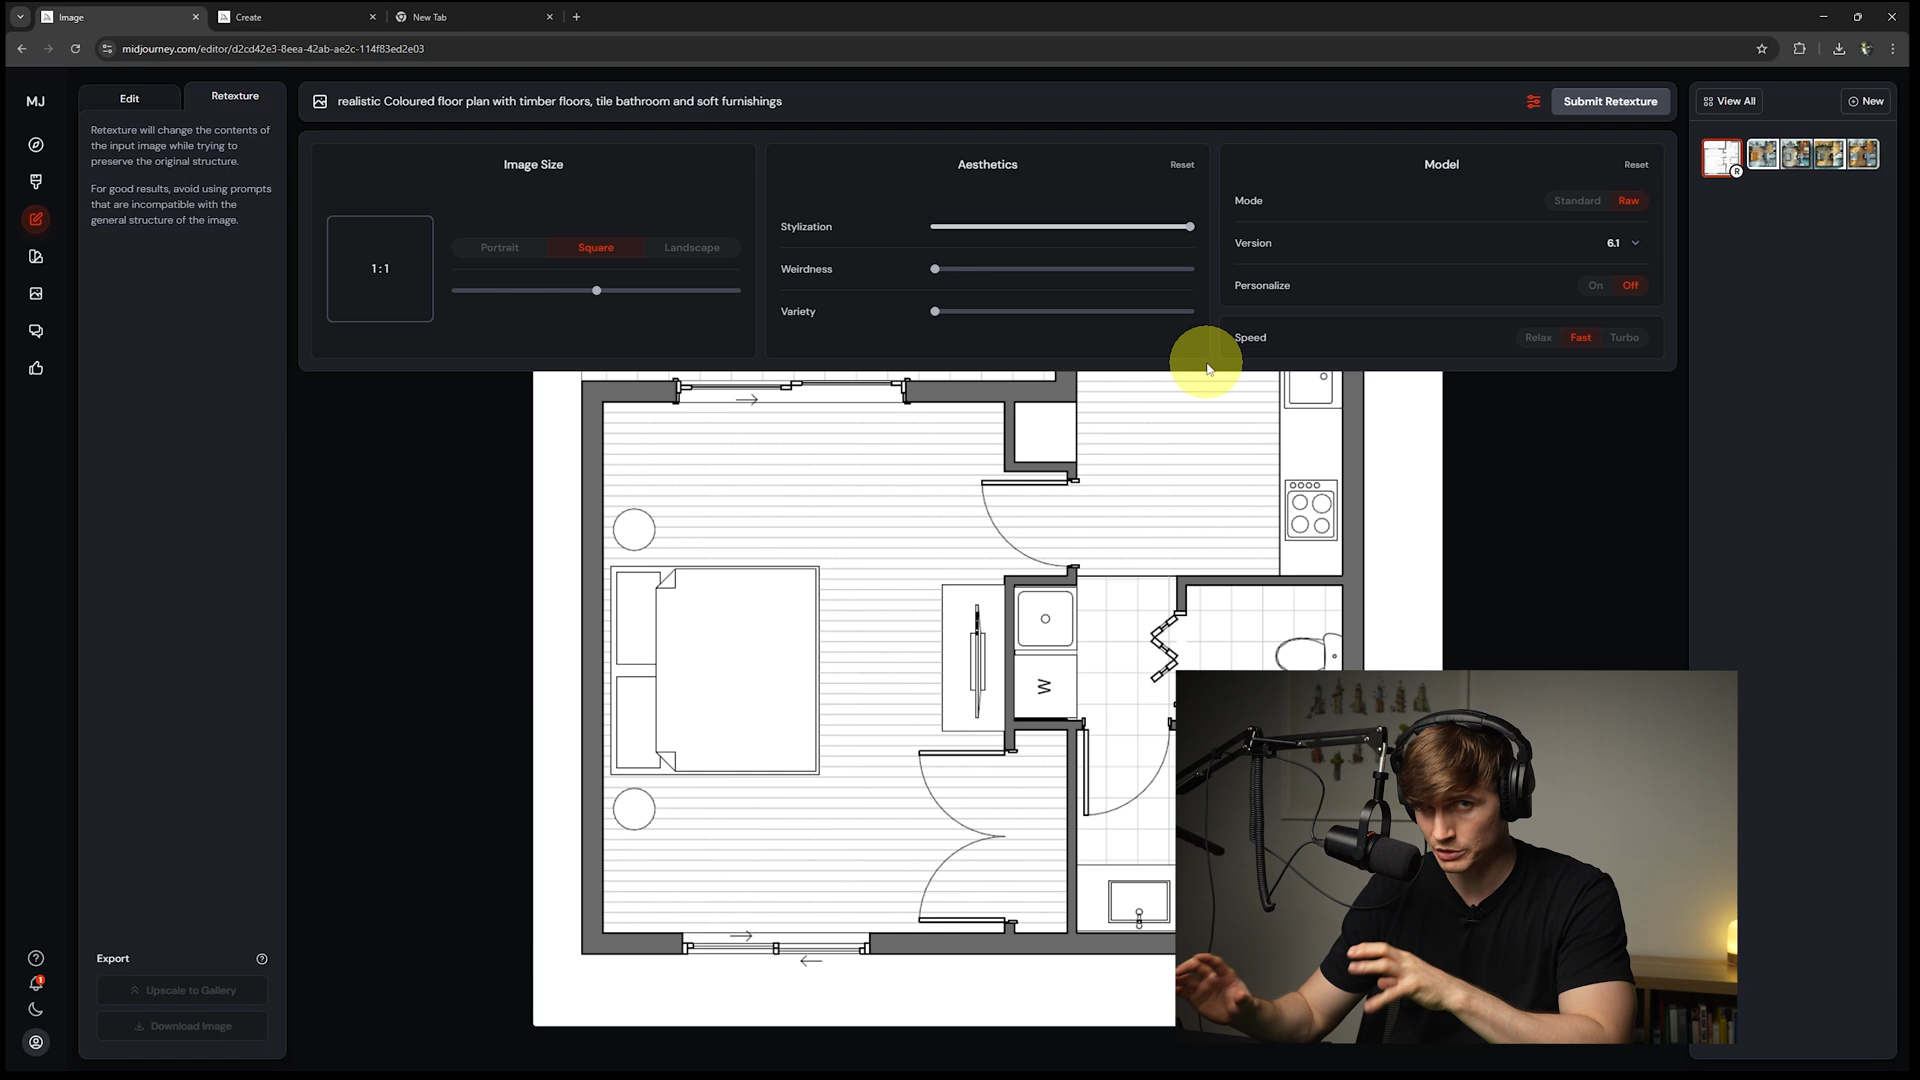 Image
Create
New Tab
midjourney.com/editor/d2cd42e3-8eea-42ab-ae2c-114f83ed2e03
MJ
Edit
Retexture
Retexture will change the contents of
the input image while trying to
preserve the original structure.
For good results, avoid using prompts
that are incompatible with the
general structure of the image.
realistic Coloured floor plan with timber floors, tile bathroom and soft furnishings
Submit Retexture
View All
New
Image Size
1 : 1
Portrait
Square
Landscape
Aesthetics
Reset
Stylization
Weirdness
Variety
Model
Reset
Mode
Standard
Raw
Version
6.1
Personalize
On
Off
Speed
Relax
Fast
Turbo
R
W
Export
Upscale to Gallery
Download Image